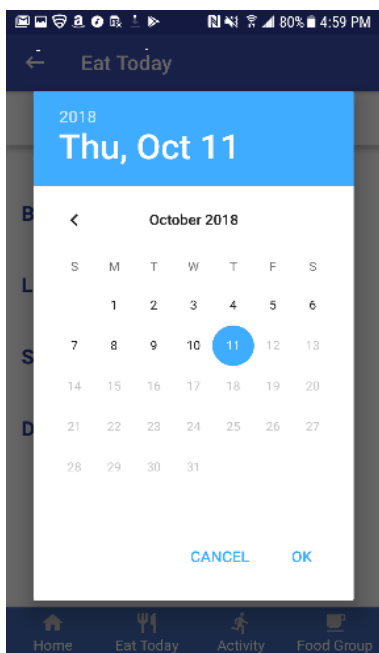 80% 4:59 PM
Eat Today
2018
Thu, Oct 11
B
October 2018
S M T W T F S
L
1 2 3 4 5 6
7 8 9 10 11 12 13
S
14 15 16 17 18 19 20
D
21 22 23 24 25 26 27
28 29 30 31
CANCEL OK
Home Eat Today Activity Food Group